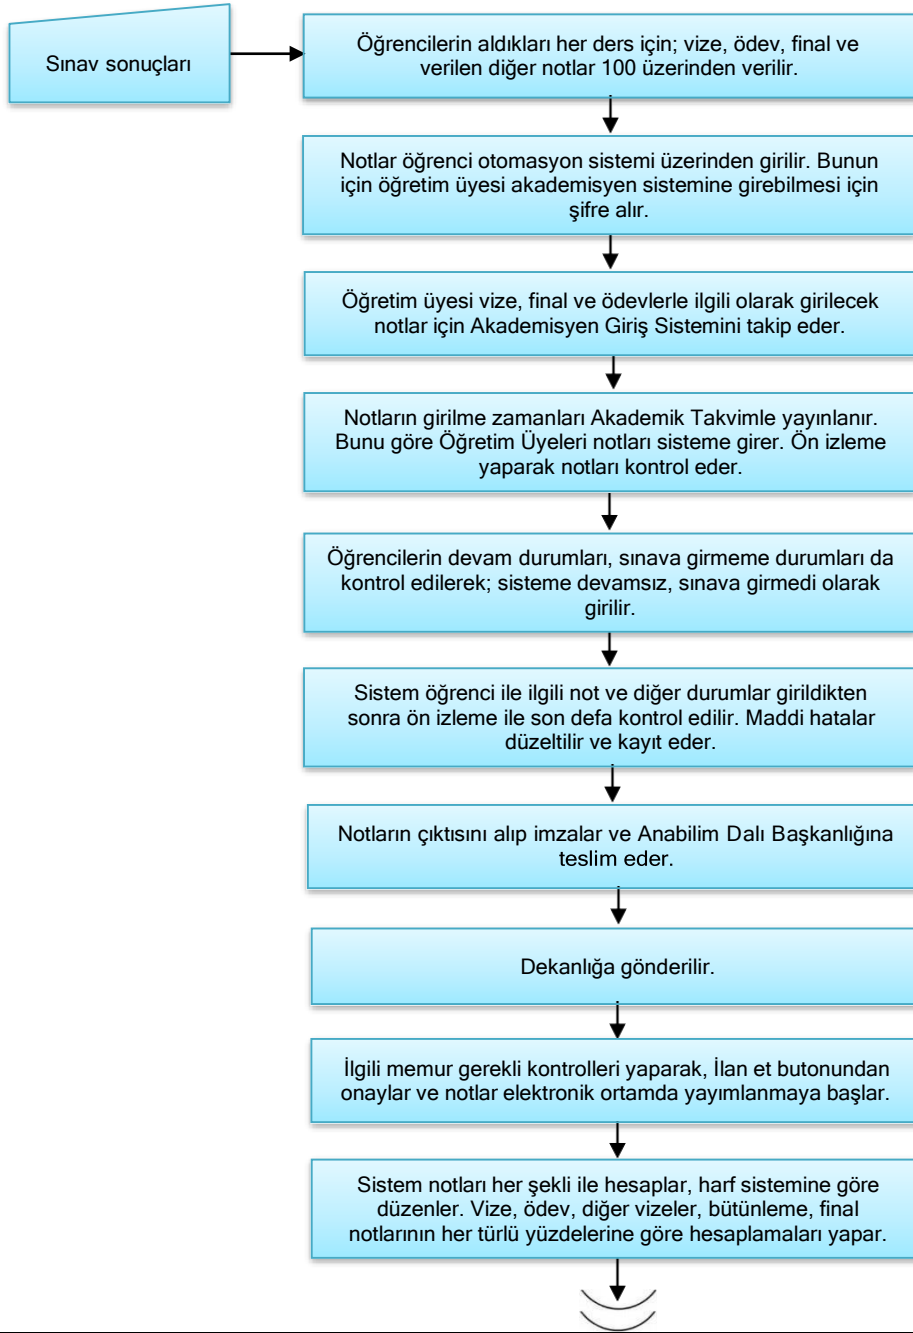 Sınav sonuçları
Öğrencilerin aldıkları her ders için; vize, ödev, final ve
verilen diğer notlar 100 üzerinden verilir.
Notlar öğrenci otomasyon sistemi üzerinden girilir. Bunun
için öğretim üyesi akademisyen sistemine girebilmesi için
şifre alır.
Öğretim üyesi vize, final ve ödevlerle ilgili olarak girilecek
notlar için Akademisyen Giriş Sistemini takip eder.
Notların girilme zamanları Akademik Takvimle yayınlanır.
Bunu göre Öğretim Üyeleri notları sisteme girer. Ön izleme
yaparak notları kontrol eder.
Öğrencilerin devam durumları, sınava girmeme durumları da
kontrol edilerek; sisteme devamsız, sınava girmedi olarak
girilir.
Sistem öğrenci ile ilgili not ve diğer durumlar girildikten
sonra ön izleme ile son defa kontrol edilir. Maddi hatalar
düzeltilir ve kayıt eder.
Notların çıktısını alıp imzalar ve Anabilim Dalı Başkanlığına
teslim eder.
Dekanlığa gönderilir.
İlgili memur gerekli kontrolleri yaparak, İlan et butonundan
onaylar ve notlar elektronik ortamda yayımlanmaya başlar.
Sistem notları her şekli ile hesaplar, harf sistemine göre
düzenler. Vize, ödev, diğer vizeler, bütünleme, final
notlarının her türlü yüzdelerine göre hesaplamaları yapar.